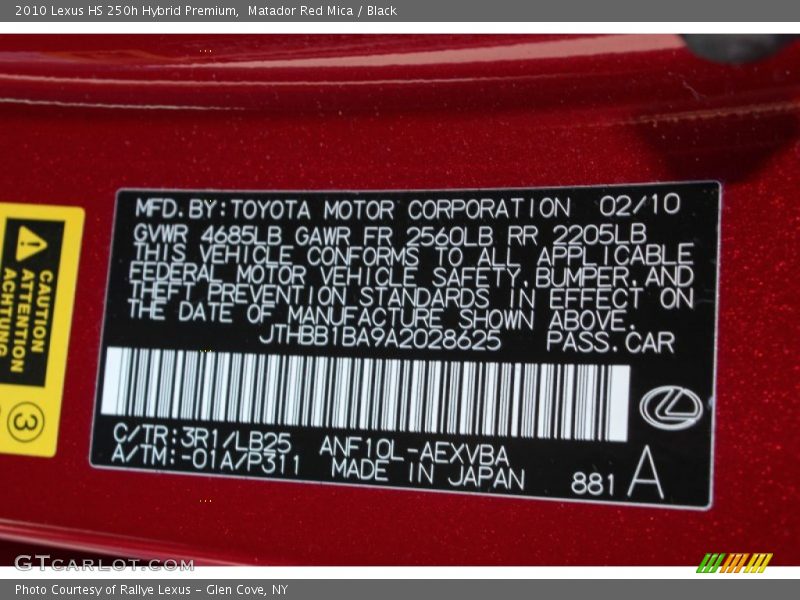 2010 Lexus HS 250h Hybrid Premium,  Matador Red Mica / Black
MFD.BY:TOYOTA MOTOR CORPORATION 02/10
GVWR 4685LB GAWR FR 2560LB RR 2205LB
THIS VEHICLE CONFORMS TO ALL APPLICABLE
FEDERAL MOTOR VEHICLE SAFETY,BUMPER,AND
THEFT PREVENTION STANDARDS IN EFFECT ON
THE DATE OF MANUFACTURE SHOWN ABOVE.
JTHBB1BA9A2028625 PASS.CAR
C/TR:3R1/LB25 ANF10L-AEXVBA
A/TM:-01A/P311 MADE IN JAPAN 881 A
CAUTION
ATTENTION
ACHTUNG
3
GTCARLOT.COM
Photo Courtesy of Rallye Lexus - Glen Cove, NY